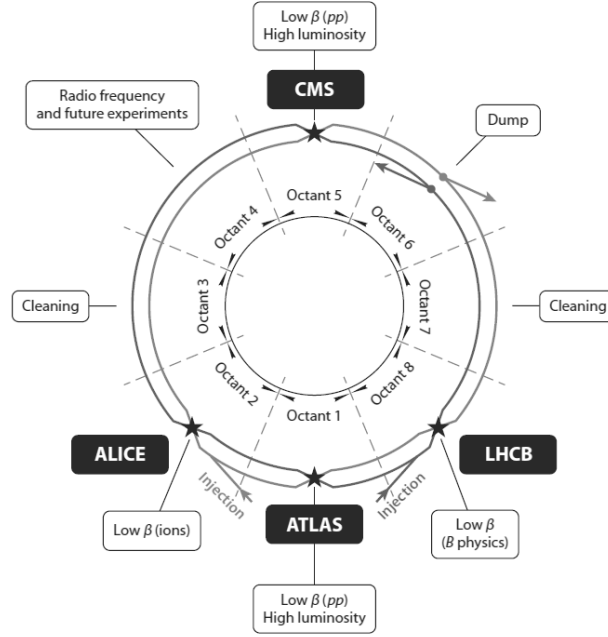 Low β (pp)
High luminosity
CMS
Radio frequency
and future experiments
Dump
Octant 5
Octant 4
Octant 6
Cleaning
Octant 3
Octant 7
Cleaning
Octant 2
Octant 8
Octant 1
ALICE
LHCB
Injection
Injection
ATLAS
Low β (ions)
Low β
(B physics)
Low β (pp)
High luminosity